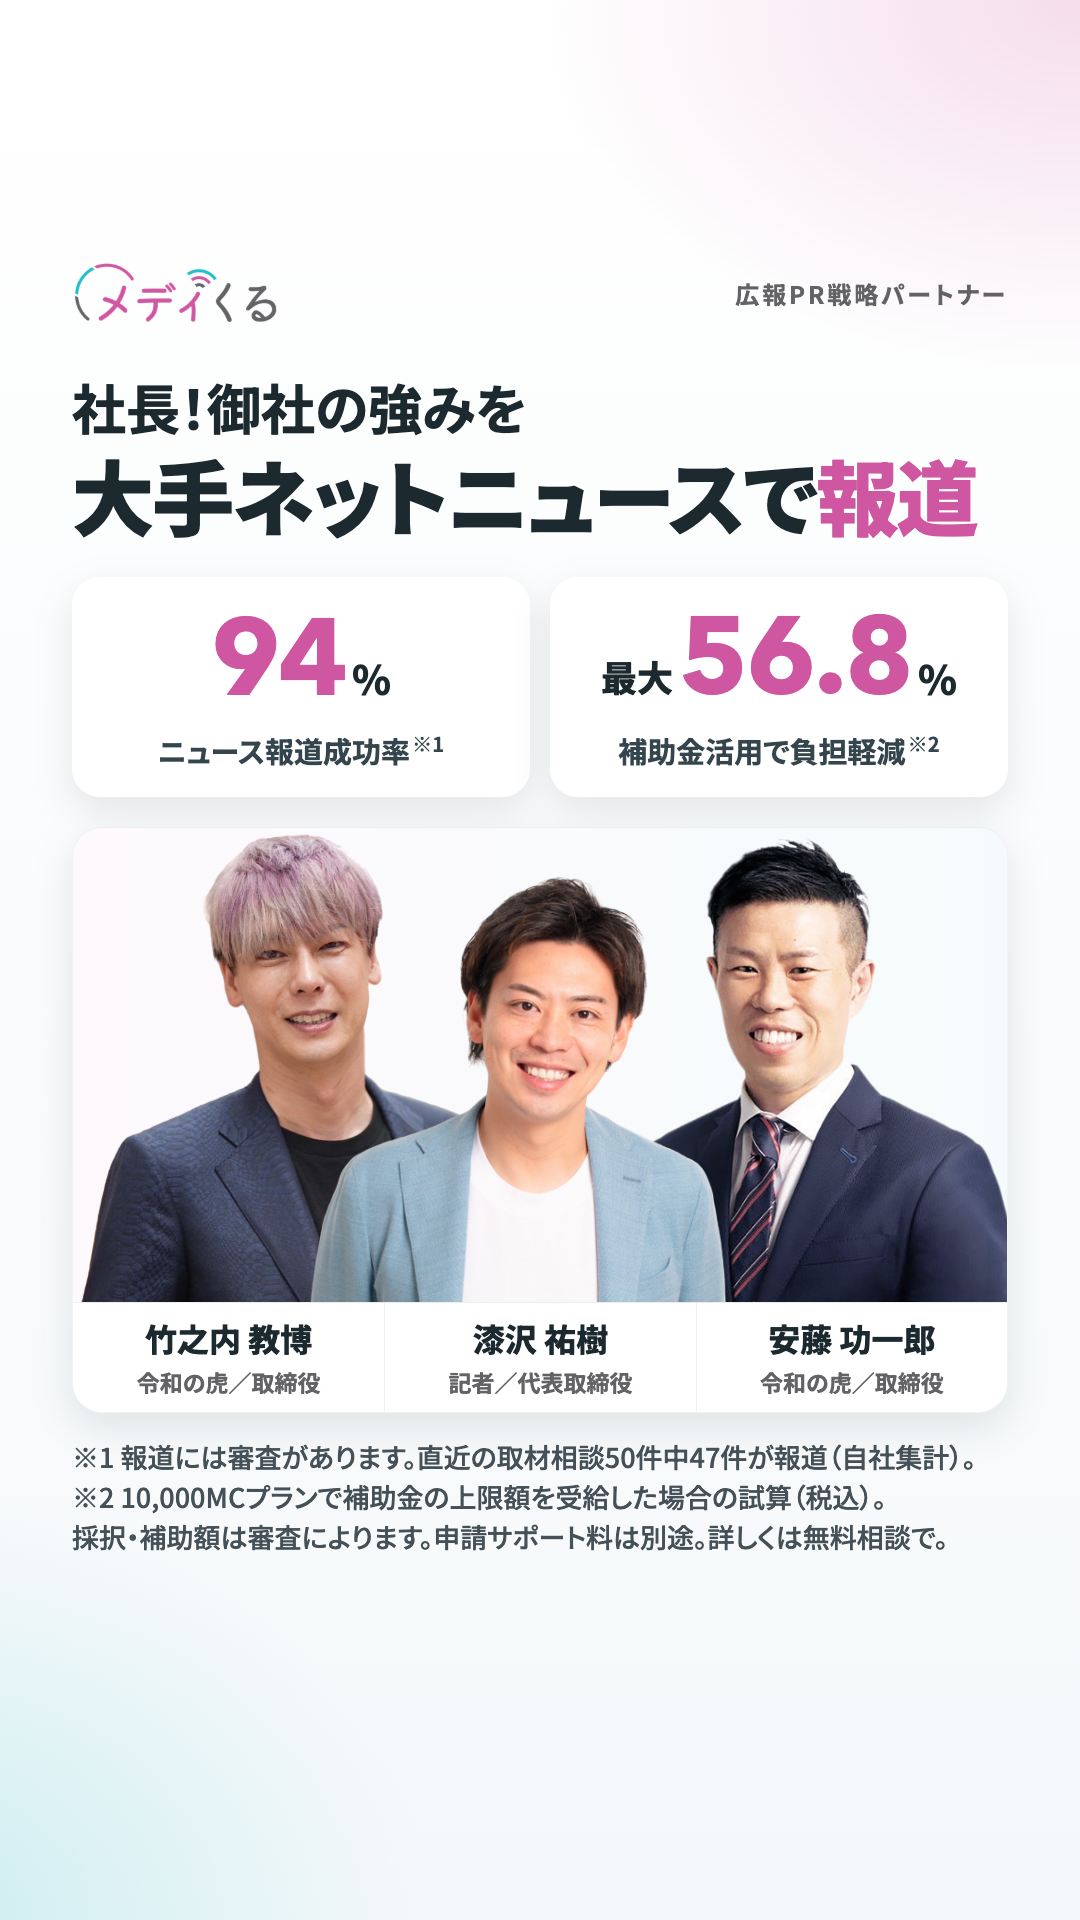 メディくる
広報PR戦略パートナー
社長！御社の強みを
大手ネットニュースで報道
94%
ニュース報道成功率※1
最大56.8%
補助金活用で負担軽減※2
竹之内 教博
令和の虎／取締役
漆沢 祐樹
記者／代表取締役
安藤 功一郎
令和の虎／取締役
※1 報道には審査があります。直近の取材相談50件中47件が報道（自社集計）。
※2 10,000MCプランで補助金の上限額を受給した場合の試算（税込）。
採択・補助額は審査によります。申請サポート料は別途。詳しくは無料相談で。